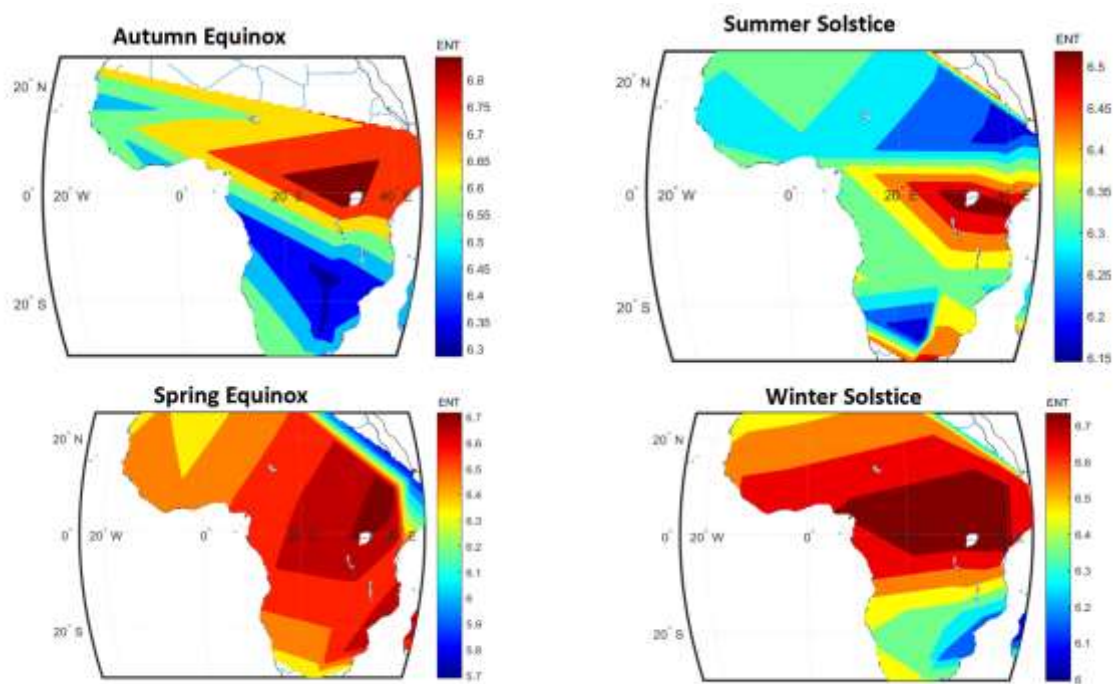 Autumn Equinox
ENT
20° N
0°
20° W
0°
20° E
40° E
20° S
6.8
6.75
6.7
6.65
6.6
6.55
6.5
6.45
6.4
6.35
6.3
Summer Solstice
ENT
20° N
0°
20° W
0°
20° E
20° S
6.5
6.45
6.4
6.35
6.3
6.25
6.2
6.15
Spring Equinox
ENT
20° N
0°
20° W
0°
20° E
E
20° S
6.7
6.6
6.5
6.4
6.3
6.2
6.1
6
5.9
5.8
5.7
Winter Solstice
ENT
20° N
0°
20° W
0°
20° S
6.7
6.6
6.5
6.4
6.3
6.2
6.1
6